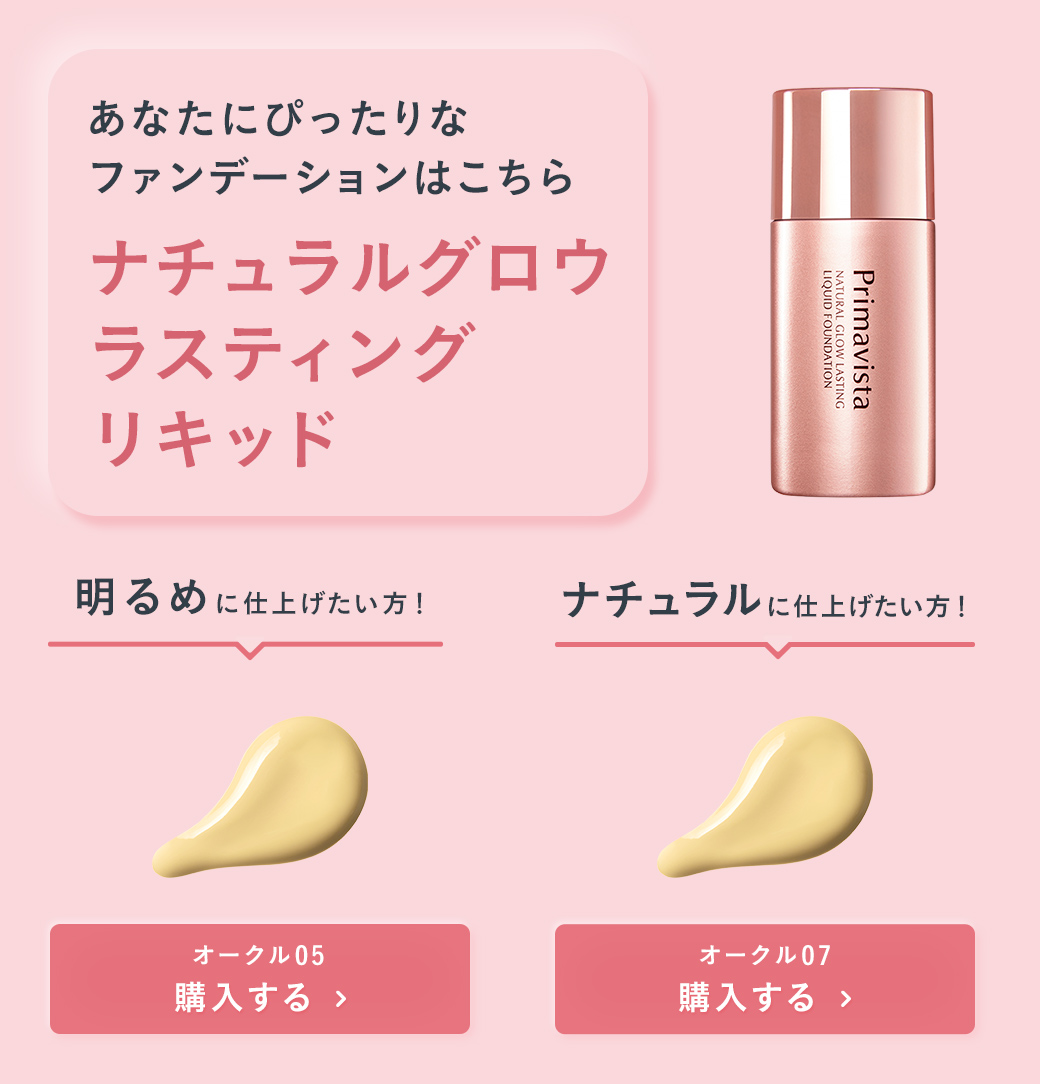 あなたにぴったりな
ファンデーションはこちら
ナチュラルグロウ
ラスティング
リキッド
Primavista
NATURAL GLOW LASTING
LIQUID FOUNDATION
明るめに仕上げたい方！
ナチュラルに仕上げたい方！
オークル05
購入する ›
オークル07
購入する ›